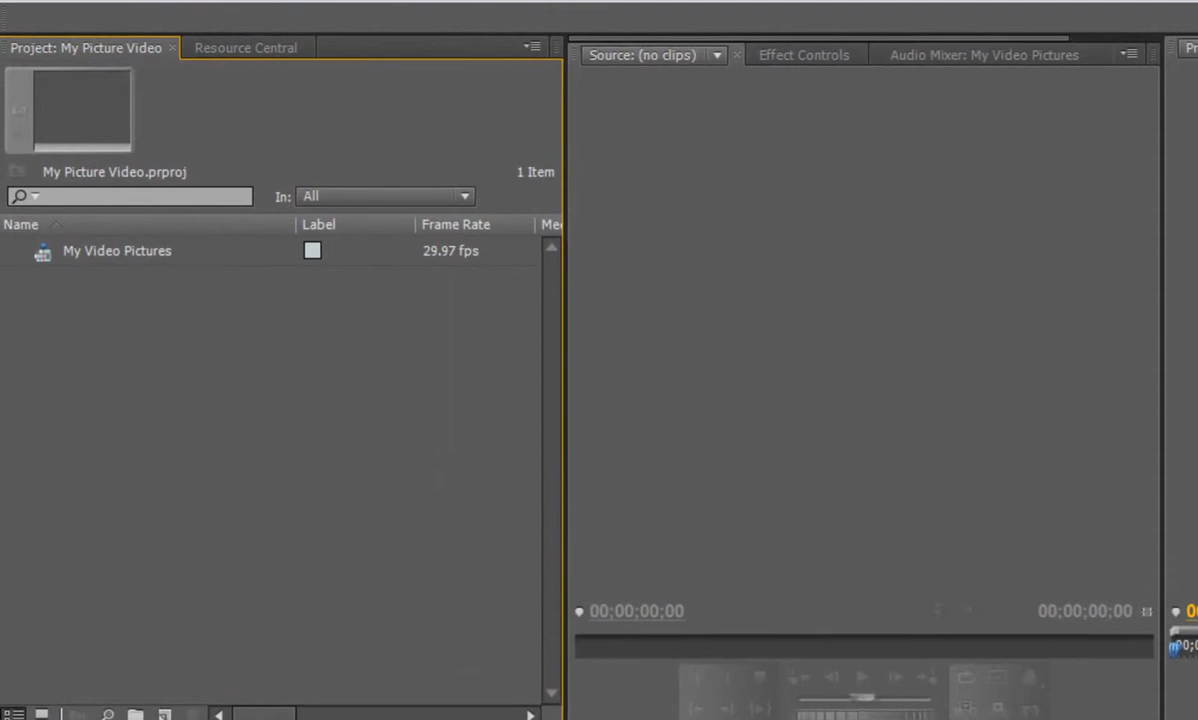 Project: My Picture Video
Resource Central
Source: (no clips)
Effect Controls
Audio Mixer: My Video Pictures
My Picture Video.prproj
1 Item
In:
All
Name
Label
Frame Rate
My Video Pictures
29.97 fps
00;00;00;00
00;00;00;00